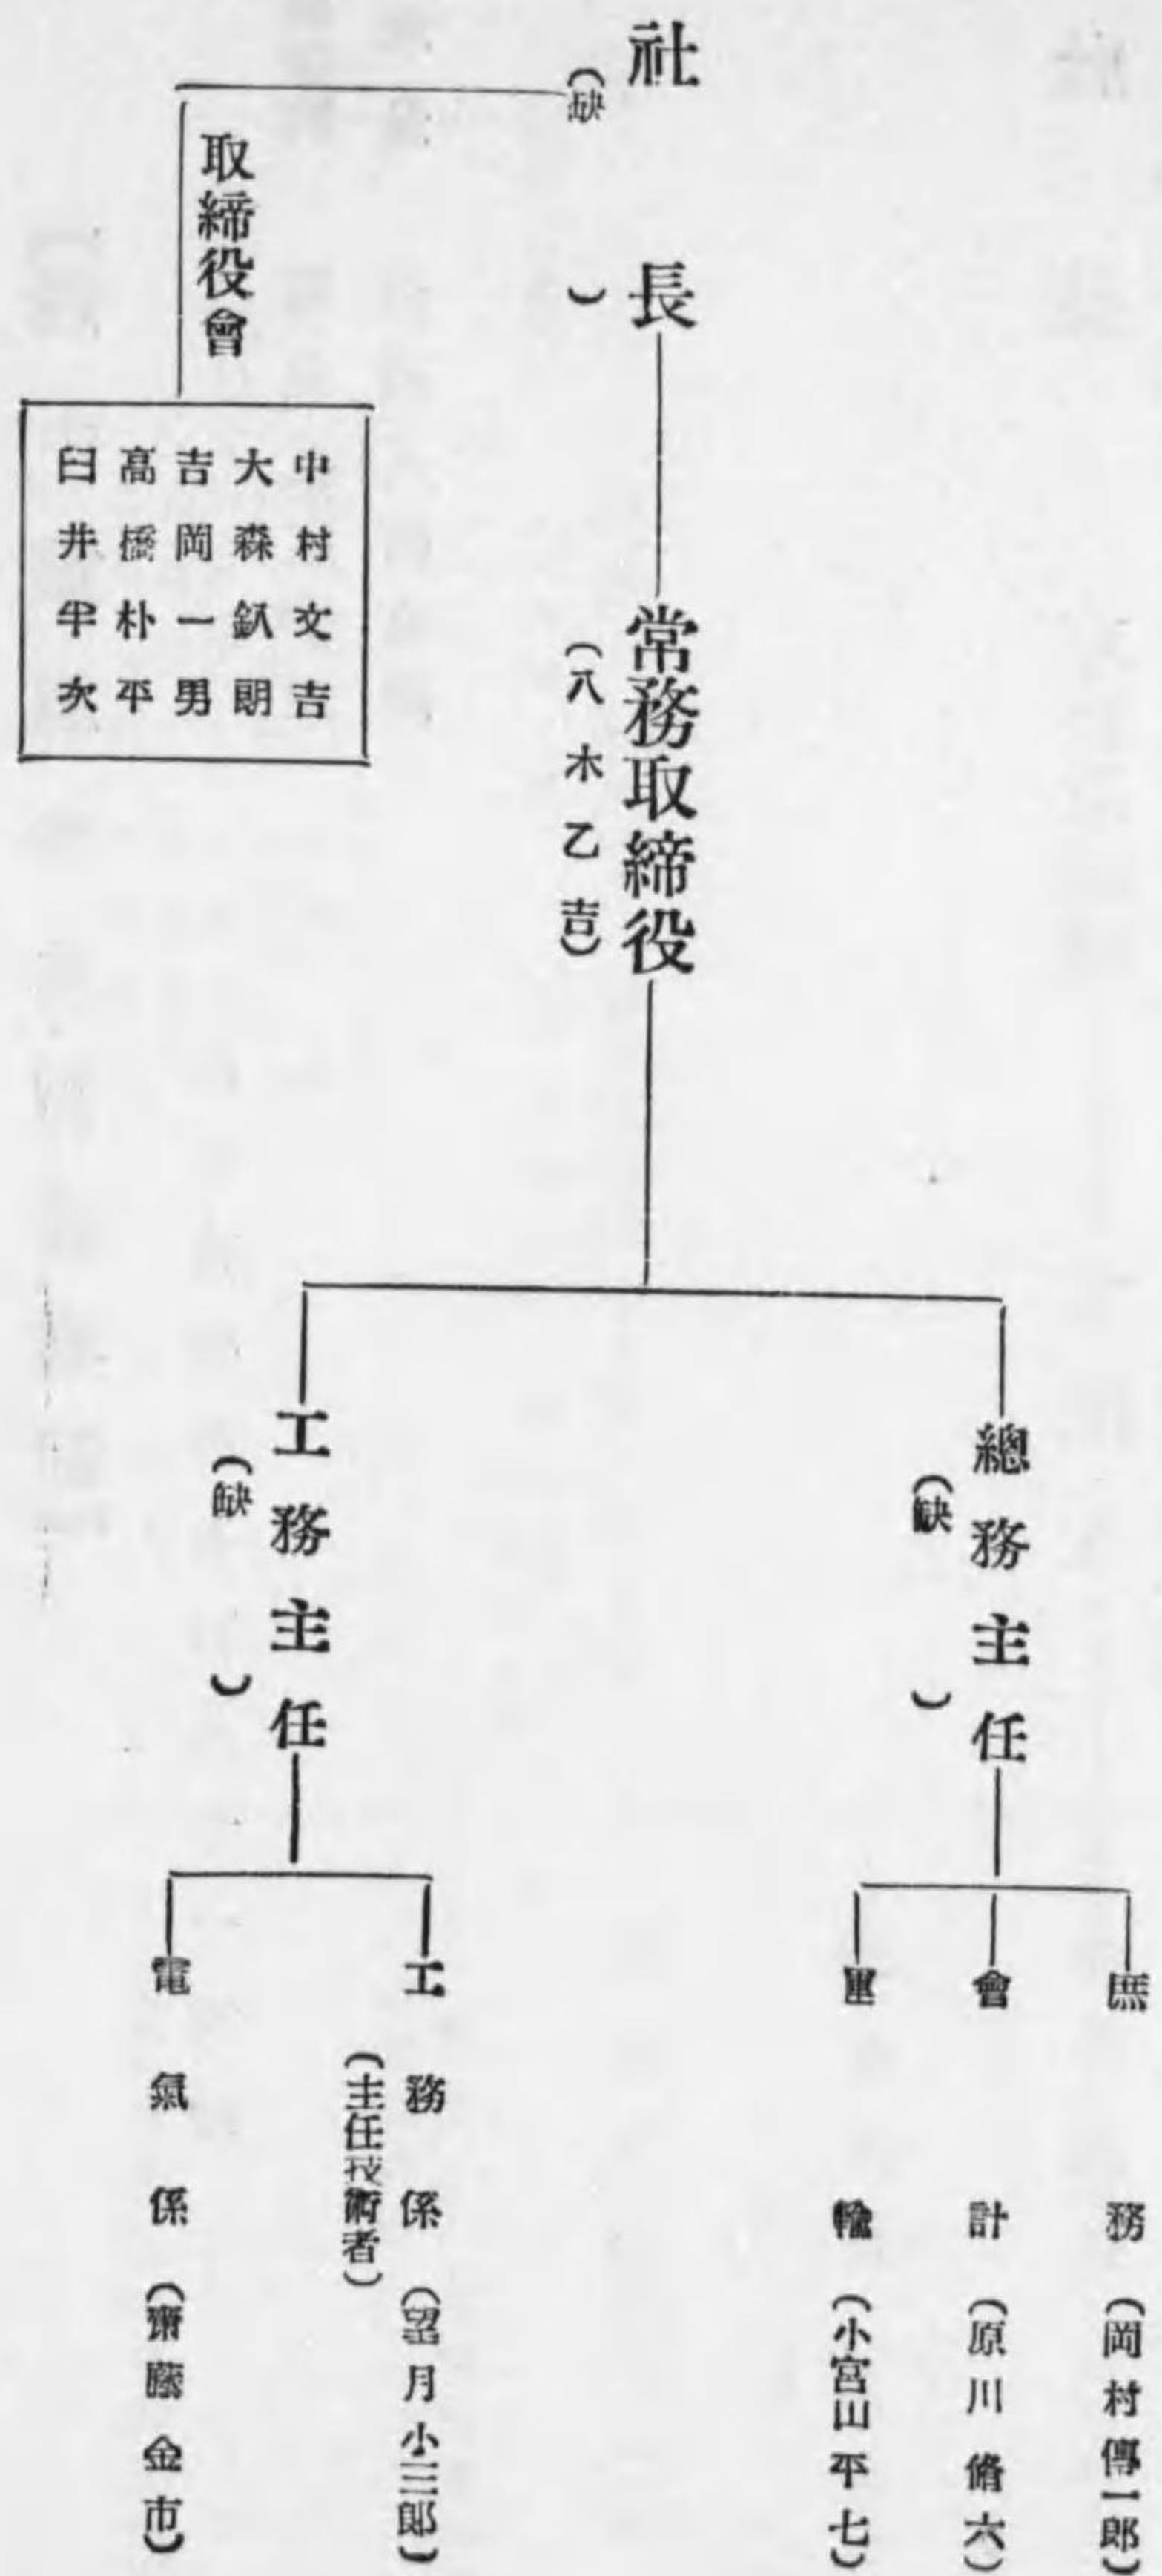 社長
(缺)
取締役會
中村文吉
大森釟朗
吉岡一男
高橋朴平
臼井半次
常務取締役
(八木乙吉)
總務主任
(缺)
庶務(岡村傳一郎)
會計(原川脩六)
運輸(小宮山平七)
工務主任
(缺)
工務係(望月小三郎)
(主任技術者)
電氣係(齋藤金市)